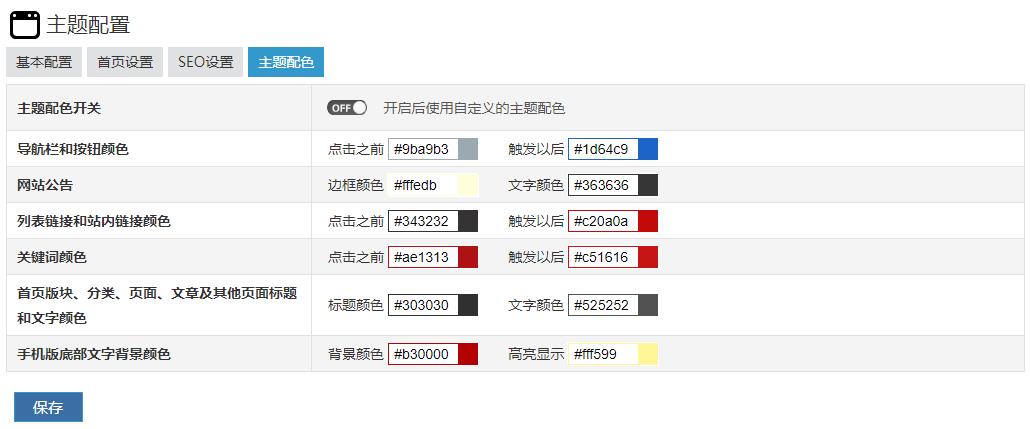 主题配置
基本配置 首页设置 SEO设置 主题配色
主题配色开关 OFF 开启后使用自定义的主题配色
导航栏和按钮颜色 点击之前 #9ba9b3 触发以后 #1d64c9
网站公告 边框颜色 #fffedb 文字颜色 #363636
列表链接和站内链接颜色 点击之前 #343232 触发以后 #c20a0a
关键词颜色 点击之前 #ae1313 触发以后 #c51616
首页版块、分类、页面、文章及其他页面标题
和文字颜色 标题颜色 #303030 文字颜色 #525252
手机版底部文字背景颜色 背景颜色 #b30000 高亮显示 #fff599
保存